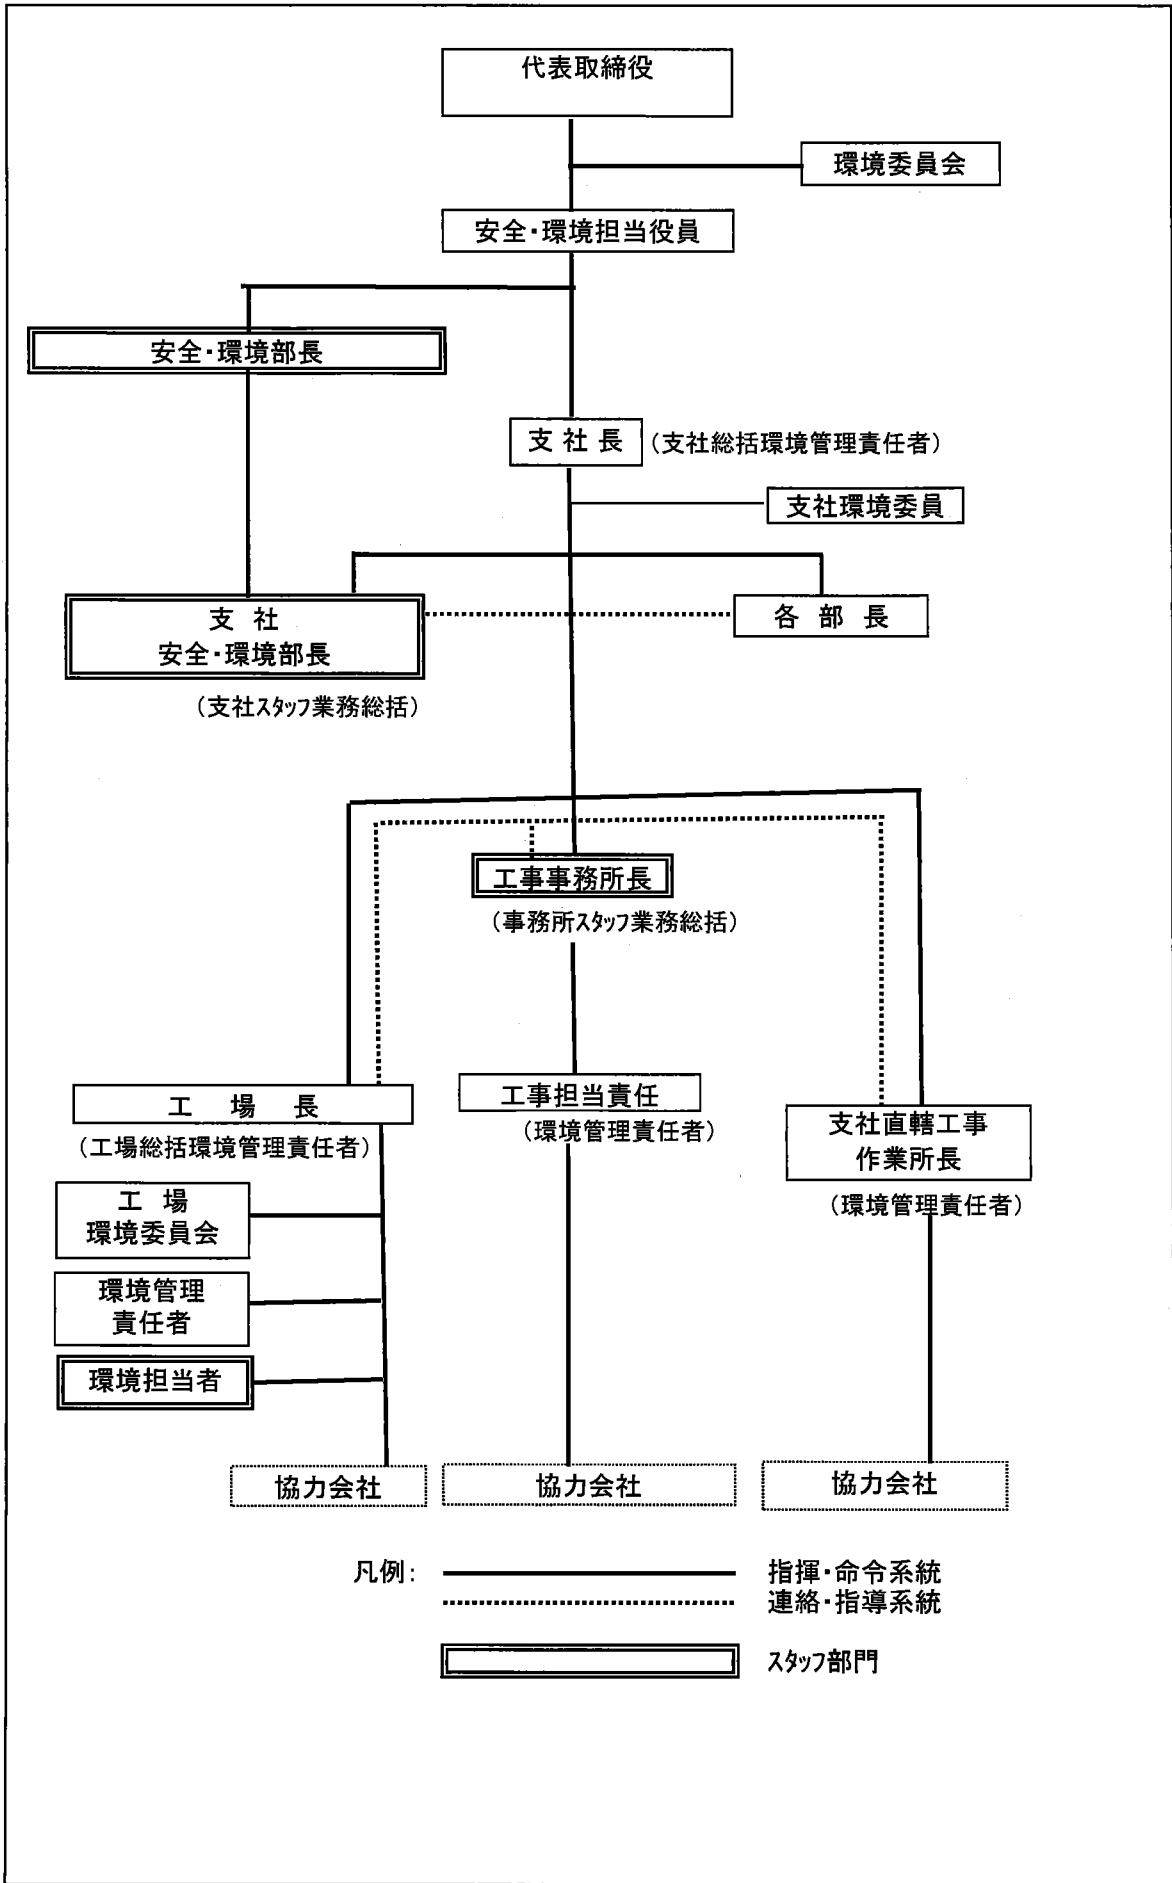 代表取締役
環境委員会
安全・環境担当役員
安全・環境部長
支社長
(支社総括環境管理責任者)
支社環境委員
支 社
安全・環境部長
各 部 長
(支社スタッフ業務総括)
工事事務所長
(事務所スタッフ業務総括)
工 場 長
(工場総括環境管理責任者)
工事担当責任
(環境管理責任者)
支社直轄工事
作業所長
(環境管理責任者)
工 場
環境委員会
環境管理
責任者
環境担当者
協力会社
協力会社
協力会社
凡例:
指揮・命令系統
連絡・指導系統
スタッフ部門